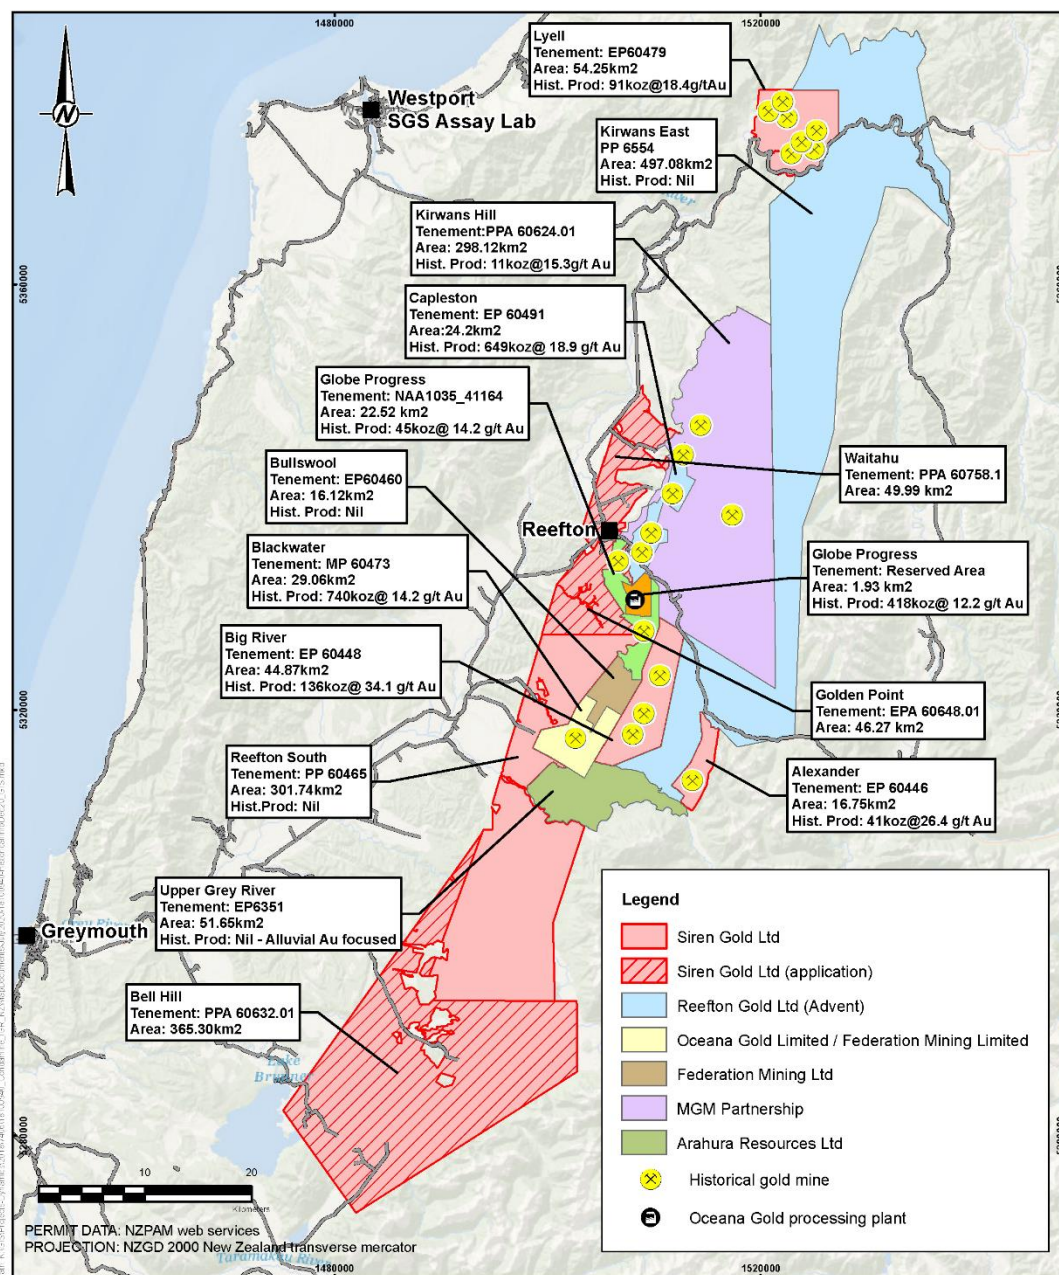 1480000
1520000
Lyell
Tenement: EP60479
Area: 54.25km2
Hist. Prod: 91koz@18.4g/tAu
Westport
SGS Assay Lab
Kirwans East
PP 6554
Area: 497.08km2
Hist. Prod: Nil
River
Kirwans Hill
Tenement:PPA 60624.01
Area: 298.12km2
Hist. Prod: 11koz@15.3g/t Au
5360000
Capleston
Tenement: EP 60491
Area:24.2km2
Hist. Prod: 649koz@ 18.9 g/t Au
Globe Progress
Tenement: NAA1035_41164
Area: 22.52 km2
Hist. Prod: 45koz@ 14.2 g/t Au
Bullswool
Tenement: EP60460
Area: 16.12km2
Hist. Prod: Nil
Waitahu
Tenement: PPA 60758.1
Area: 49.99 km2
Reefton
Blackwater
Tenement: MP 60473
Area: 29.06km2
Hist. Prod: 740koz@ 14.2 g/t Au
Globe Progress
Tenement: Reserved Area
Area: 1.93 km2
Hist. Prod: 418koz@ 12.2 g/t Au
Big River
Tenement: EP 60448
Area: 44.87km2
Hist. Prod: 136koz@ 34.1 g/t Au
Golden Point
Tenement: EPA 60648.01
Area: 46.27 km2
5320000
Reefton South
Tenement: PP 60465
Area: 301.74km2
Hist.Prod: Nil
Alexander
Tenement: EP 60446
Area: 16.75km2
Hist. Prod: 41koz@26.4 g/t Au
Upper Grey River
Tenement: EP6351
Area: 51.65km2
Hist. Prod: Nil - Alluvial Au focused
Grey River
Greymouth
Bell Hill
Tenement: PPA 60632.01
Area: 365.30km2
Lake
Legend
Siren Gold Ltd
Siren Gold Ltd (application)
Reefton Gold Ltd (Advent)
Oceana Gold Limited / Federation Mining Limited
Federation Mining Ltd
MGM Partnership
Arahura Resources Ltd
Historical gold mine
Oceana Gold processing plant
10
20
Kilometers
PERMIT DATA: NZPAM web services
PROJECTION: NZGD 2000 New Zealand transverse mercator
Taramakau River
1480000
1520000